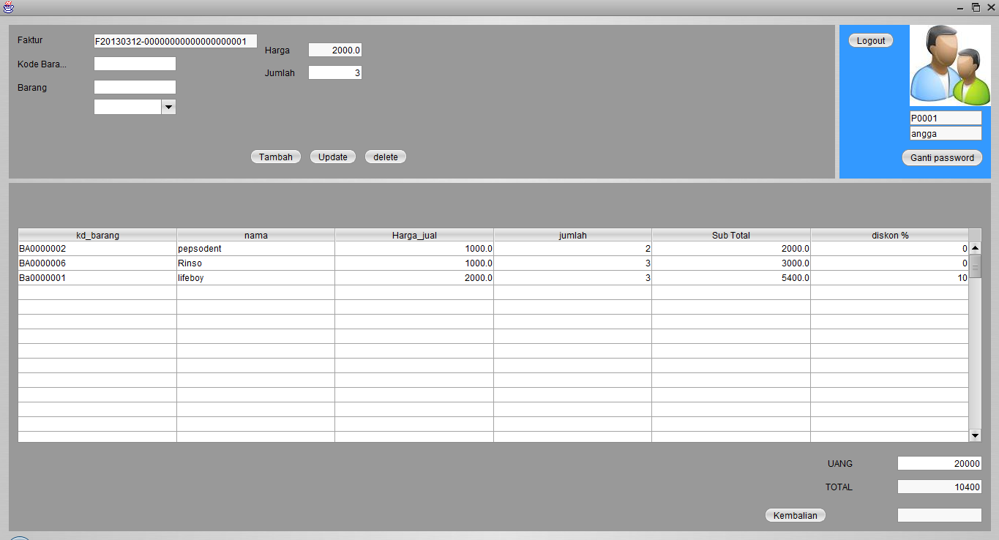 Faktur F20130312-00000000000000000001
Harga 2000.0
Kode Bara...
Jumlah 3
Barang
Tambah Update delete
Logout
P0001
angga
Ganti password
kd_barang nama Harga_jual jumlah Sub Total diskon %
BA0000002 pepsodent 1000.0 2 2000.0 0
BA0000006 Rinso 1000.0 3 3000.0 0
Ba0000001 lifeboy 2000.0 3 5400.0 10
UANG 20000
TOTAL 10400
Kembalian